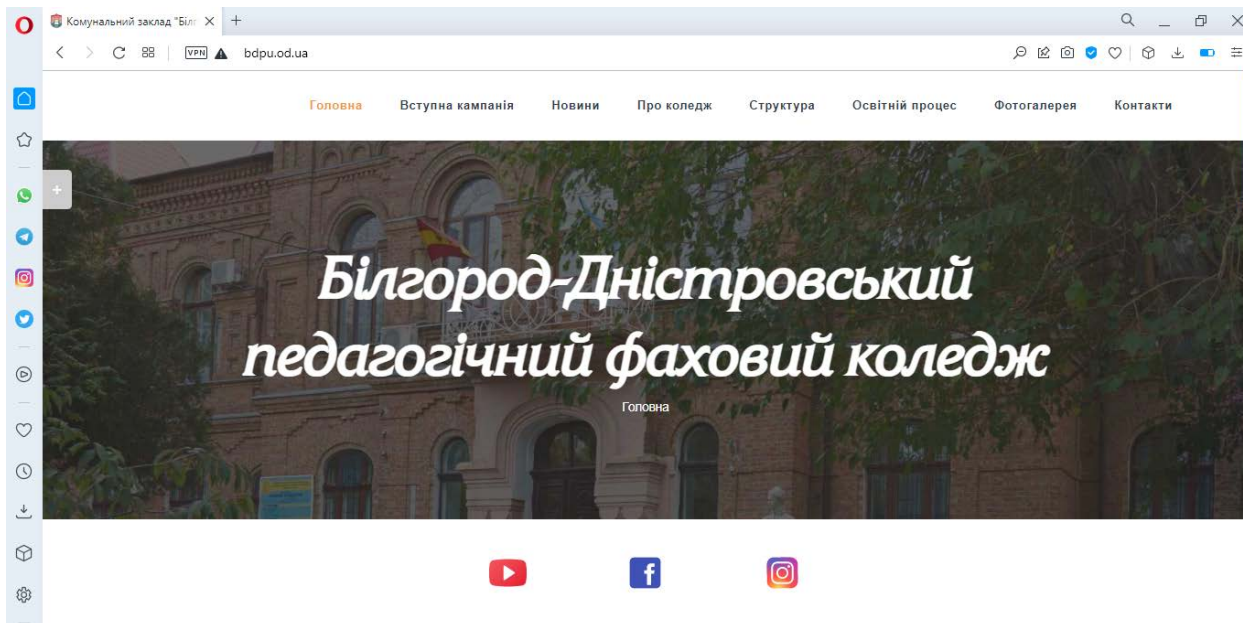 Комунальний заклад "Біл
VPN
bdpu.od.ua
Головна Вступна кампанія Новини Про коледж Структура Освітній процес Фотогалерея Контакти
Білгород-Дністровський
педагогічний фаховий коледж
Головна